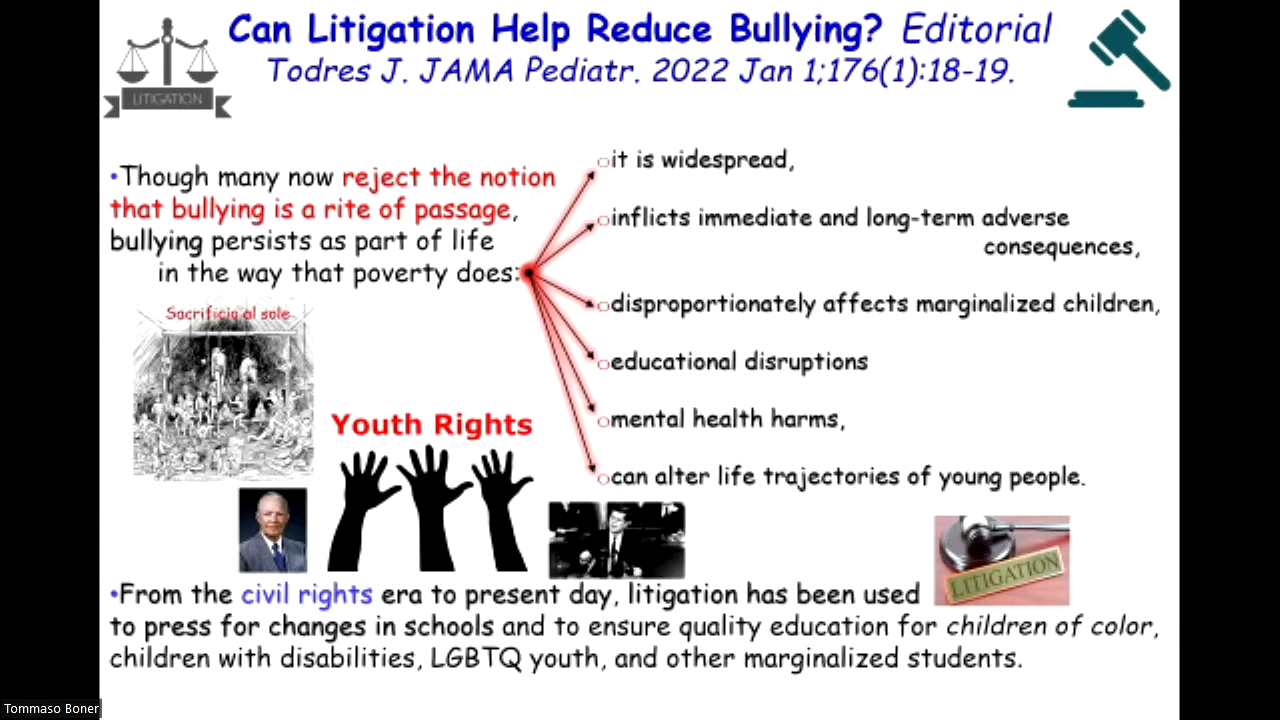 Can Litigation Help Reduce Bullying? Editorial
Todres J. JAMA Pediatr. 2022 Jan 1;176(1):18-19.
LITIGATION
•Though many now reject the notion
that bullying is a rite of passage,
bullying persists as part of life
in the way that poverty does:
it is widespread,
inflicts immediate and long-term adverse
consequences,
disproportionately affects marginalized children,
educational disruptions
mental health harms,
can alter life trajectories of young people.
Sacrificio al sole
Youth Rights
LITIGATION
•From the civil rights era to present day, litigation has been used
to press for changes in schools and to ensure quality education for children of color,
children with disabilities, LGBTQ youth, and other marginalized students.
Tommaso Boner